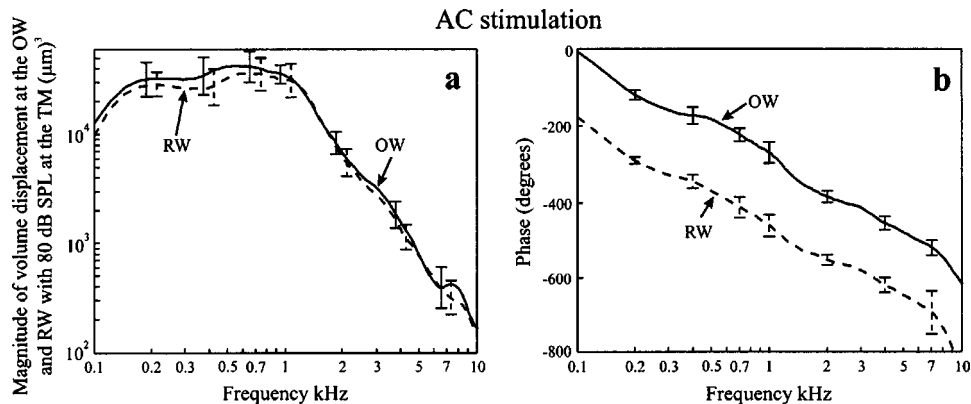 AC stimulation
Magnitude of volume displacement at the OW
and RW with 80 dB SPL at the TM (μm)³
10⁴
10³
10²
a
RW
OW
0.1 0.2 0.3 0.5 0.7 1 2 3 5 7 10
Frequency kHz
Phase (degrees)
0
-200
-400
-600
-800
b
OW
RW
0.1 0.2 0.3 0.5 0.7 1 2 3 5 7 10
Frequency kHz